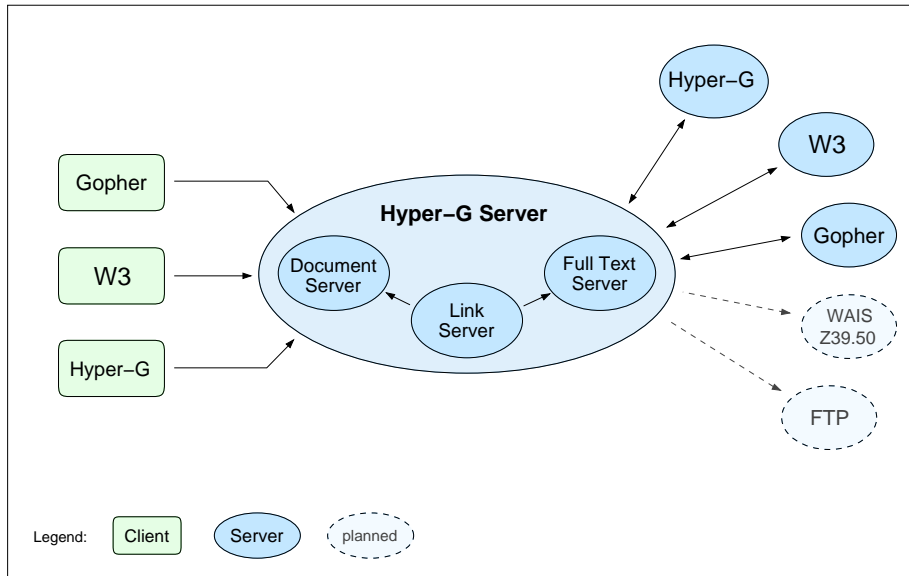 Hyper–G
W3
Gopher
Gopher
W3
Hyper–G
Hyper–G Server
Document
Server
Link
Server
Full Text
Server
WAIS
Z39.50
FTP
Legend:
Client
Server
planned